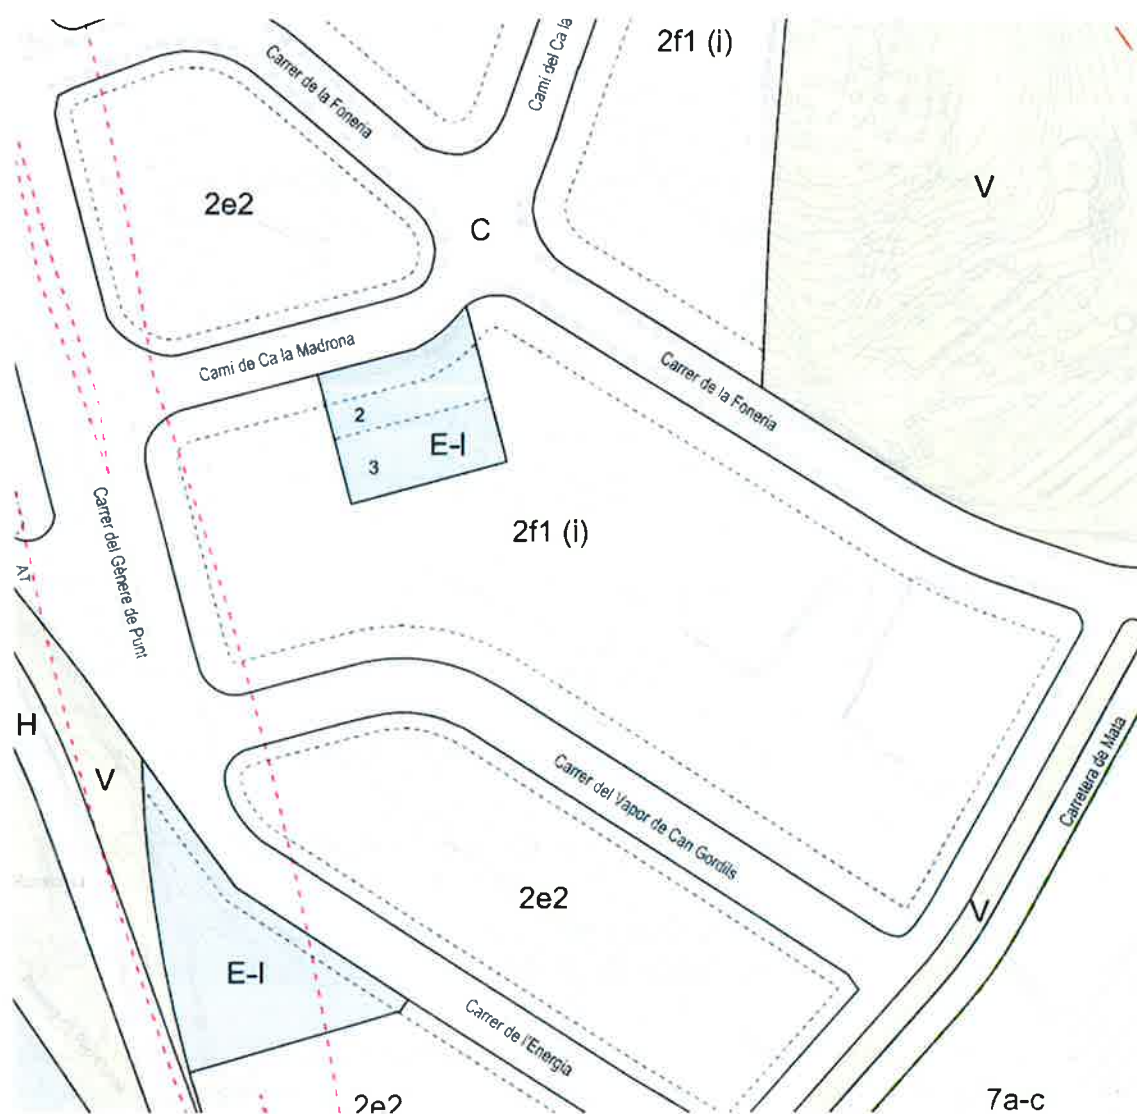 2f1 (i)
Carrer de la Foneria
Camí del Ca la
V
2e2
C
Camí de Ca la Madrona
Carrer de la Foneria
2
E-I
3
2f1 (i)
Carrer del Gènere de Punt
AT
H
V
Carretera de Mata
Carrer del Vapor de Can Gordils
2e2
V
E-I
Carrer de l'Energia
2e2
7a-c